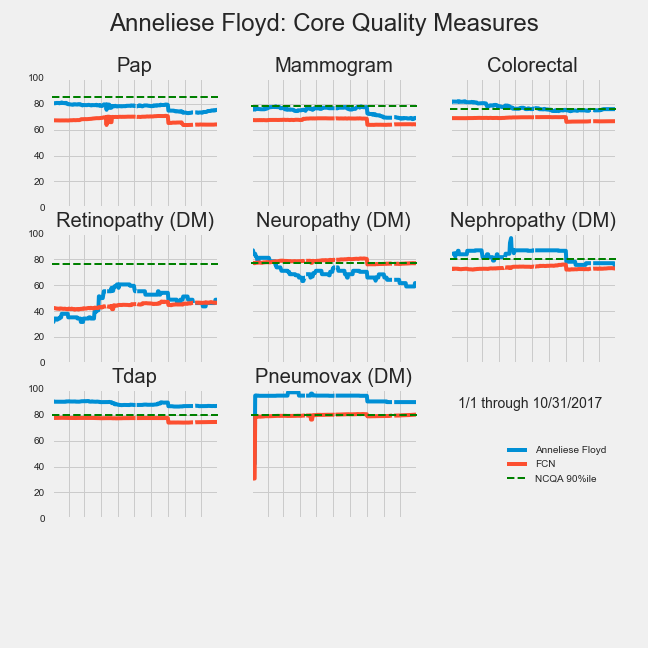 Anneliese Floyd: Core Quality Measures
Pap
Mammogram
Colorectal
100
80
60
40
20
0
Retinopathy (DM)
Neuropathy (DM)
Nephropathy (DM)
100
80
60
40
20
0
Tdap
Pneumovax (DM)
100
80
60
40
20
0
1/1 through 10/31/2017
Anneliese Floyd
FCN
NCQA 90%ile